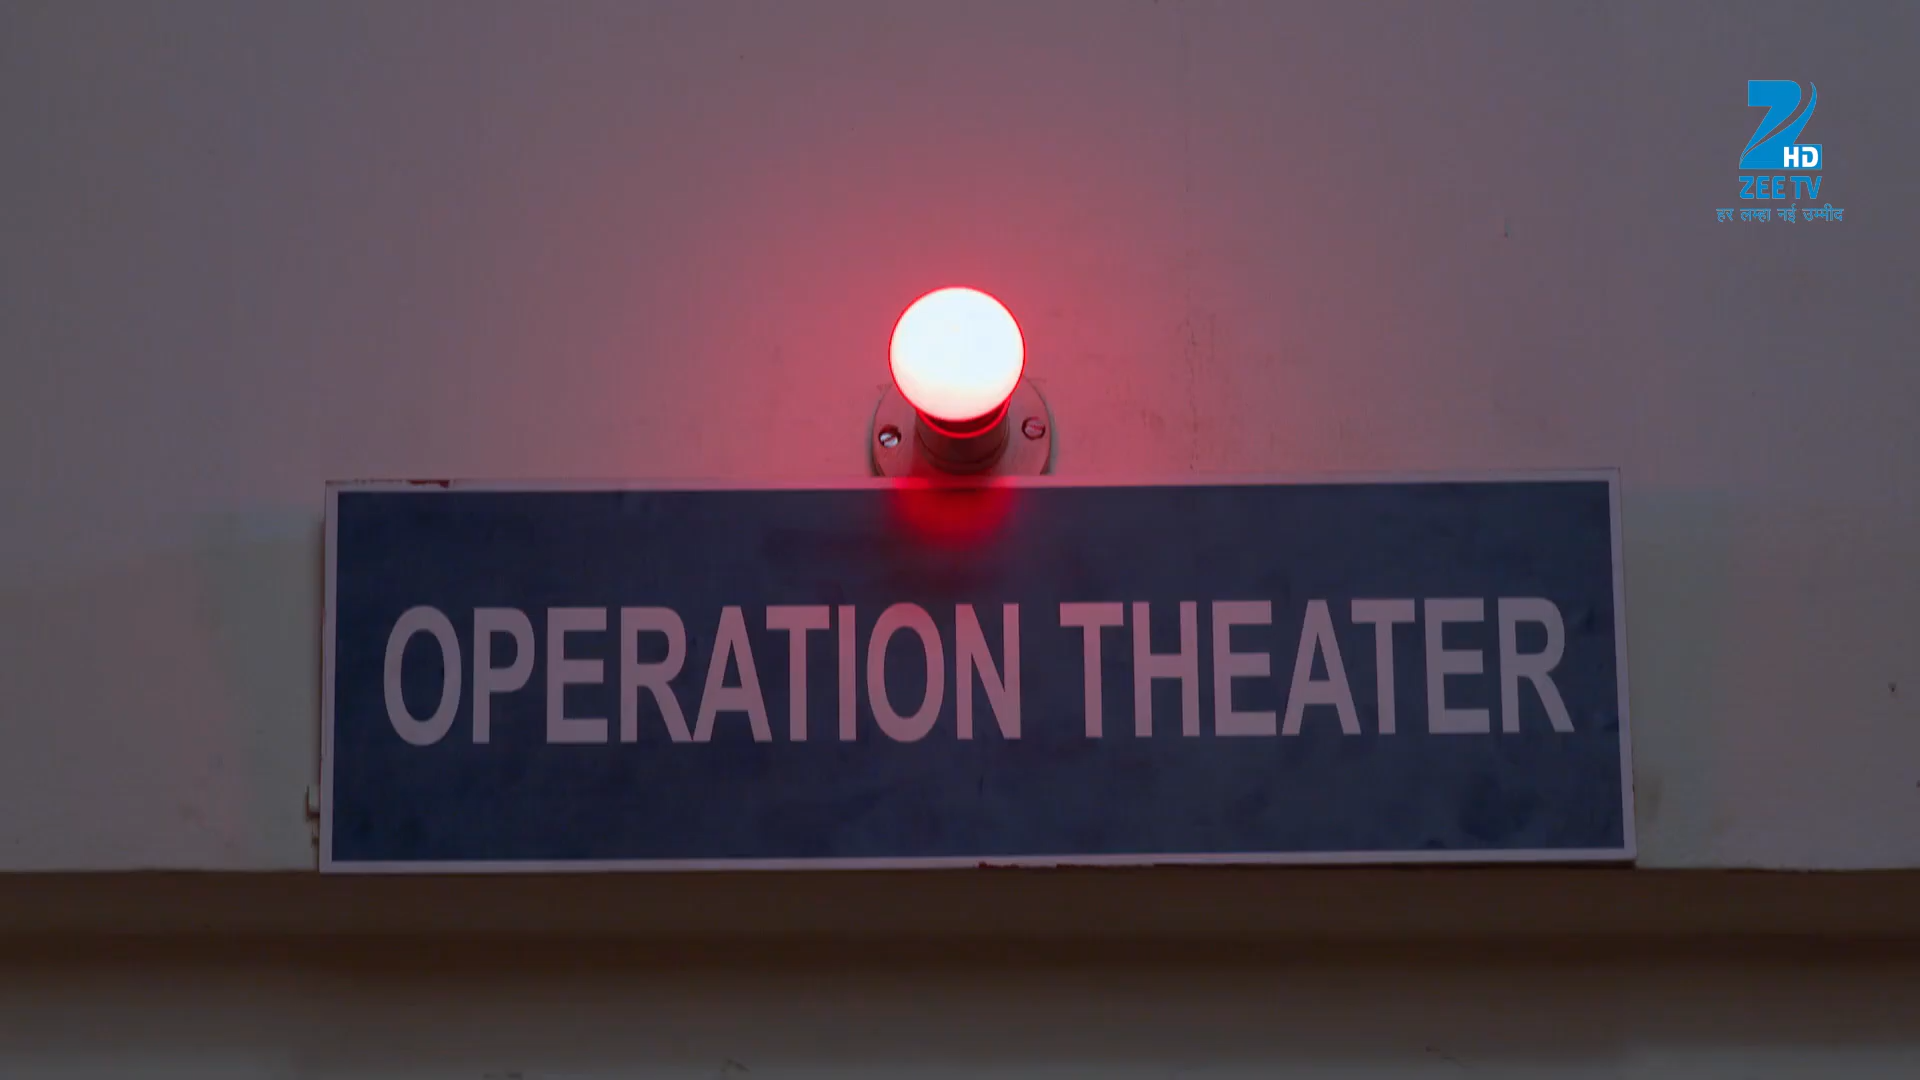 HD
ZEE TV
हर लम्हा नई उम्मीद
OPERATION THEATER